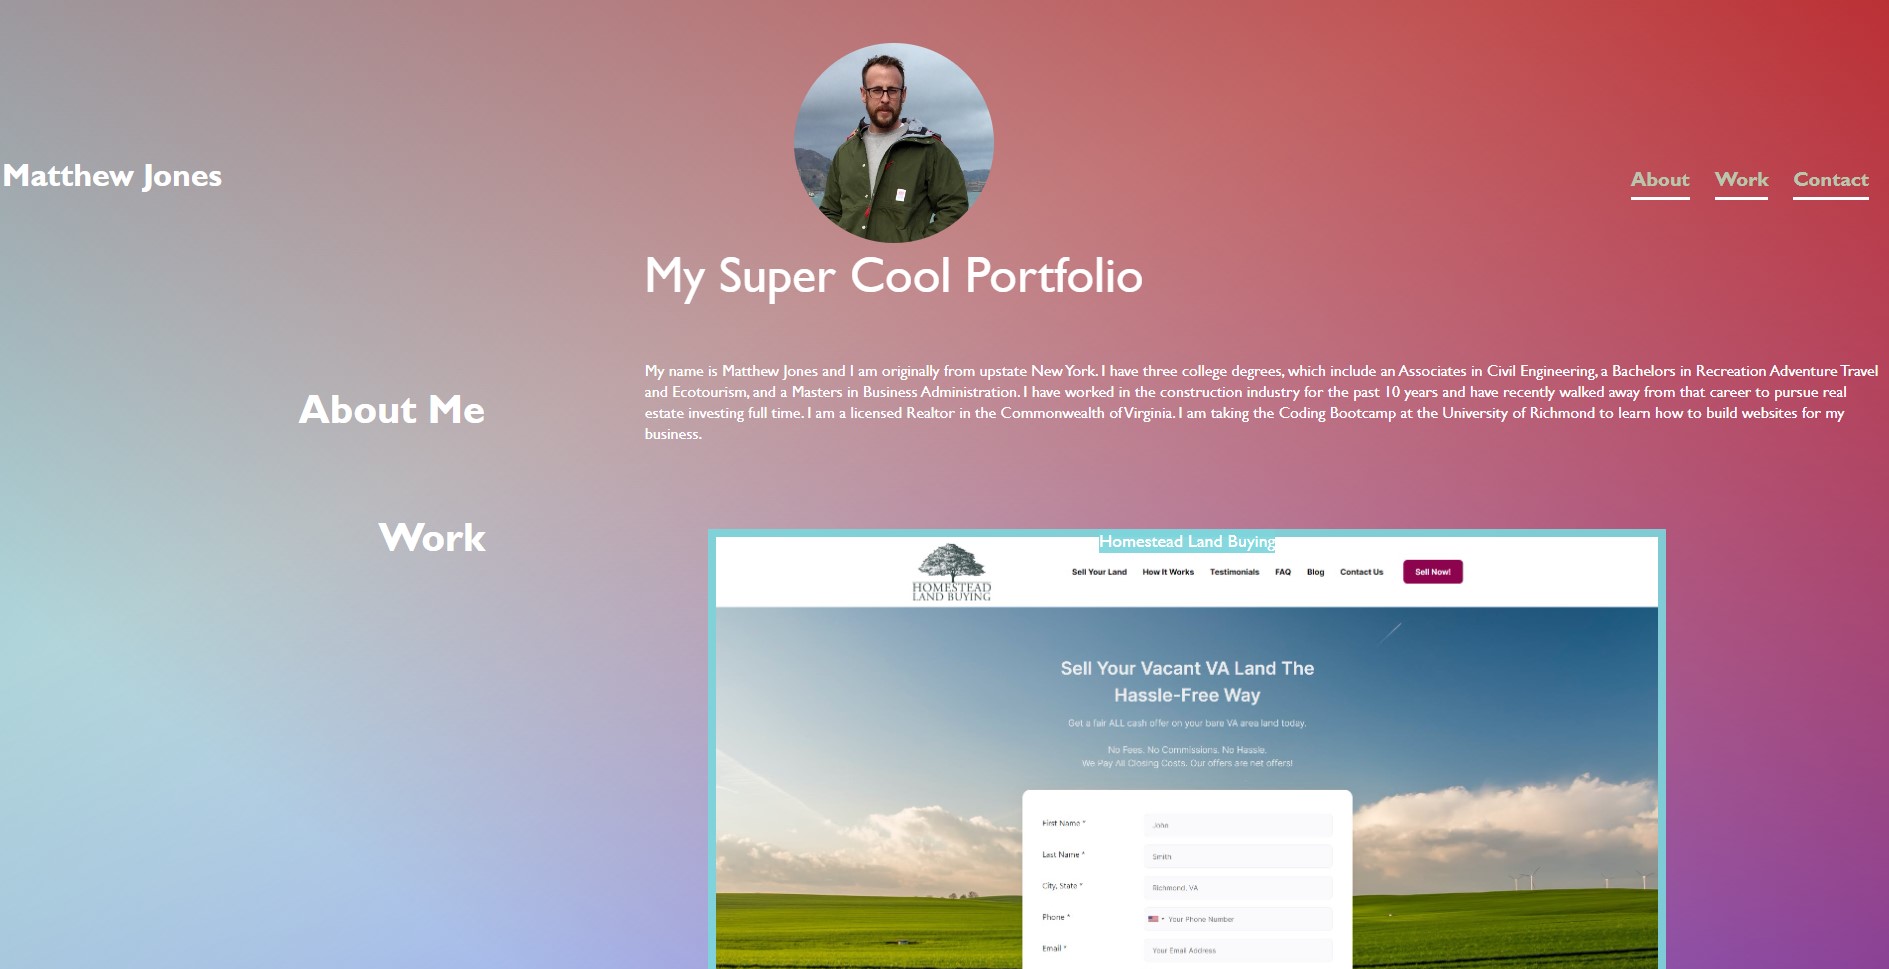 Matthew Jones
About Work Contact
My Super Cool Portfolio
About Me
My name is Matthew Jones and I am originally from upstate New York. I have three college degrees, which include an Associates in Civil Engineering, a Bachelors in Recreation Adventure Travel
and Ecotourism, and a Masters in Business Administration. I have worked in the construction industry for the past 10 years and have recently walked away from that career to pursue real
estate investing full time. I am a licensed Realtor in the Commonwealth of Virginia. I am taking the Coding Bootcamp at the University of Richmond to learn how to build websites for my
business.
Work
Homestead Land Buying
HOMESTEAD
LAND BUYING
Sell Your Land How It Works Testimonials FAQ Blog Contact Us Sell Now!
Sell Your Vacant VA Land The
Hassle-Free Way
Get a fair ALL cash offer on your bare VA area land today.
No Fees. No Commissions. No Hassle.
We Pay All Closing Costs. Our offers are net offers!
First Name * John
Last Name * Smith
City, State * Richmond, VA
Phone * Your Phone Number
Email * Your Email Address